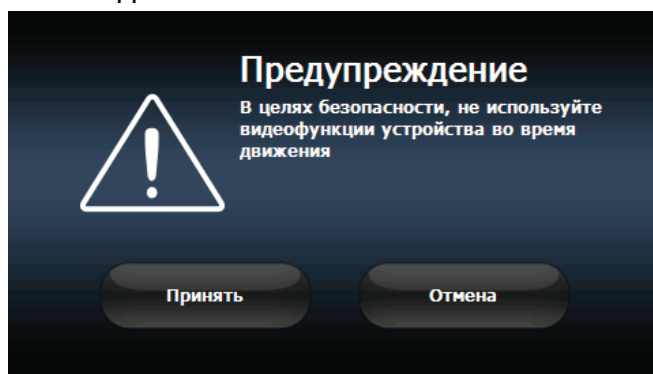 Предупреждение
В целях безопасности, не используйте
видеофункции устройства во время
движения
Принять
Отмена